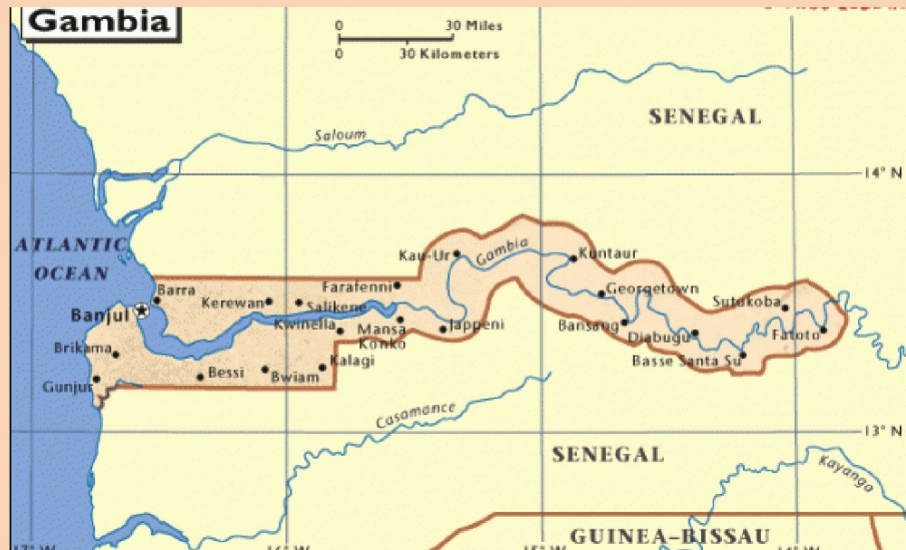 Gambia
0 30 Miles
0 30 Kilometers
SENEGAL
Saloum
14° N
ATLANTIC
OCEAN
Kau-Ur
Gambia
Kuntaur
Barra
Farafenni
Georgetown
Sutukoba
Kerewan
Salikene
Banjul
Kwinella
Mansa
Konko
Jappeni
Bansang
Diabugu
Fatoto
Brikama
Basse Santa Su
Kalagi
Bessi
Bwiam
Gunjur
Casamance
13° N
SENEGAL
Kayanga
GUINEA-BISSAU